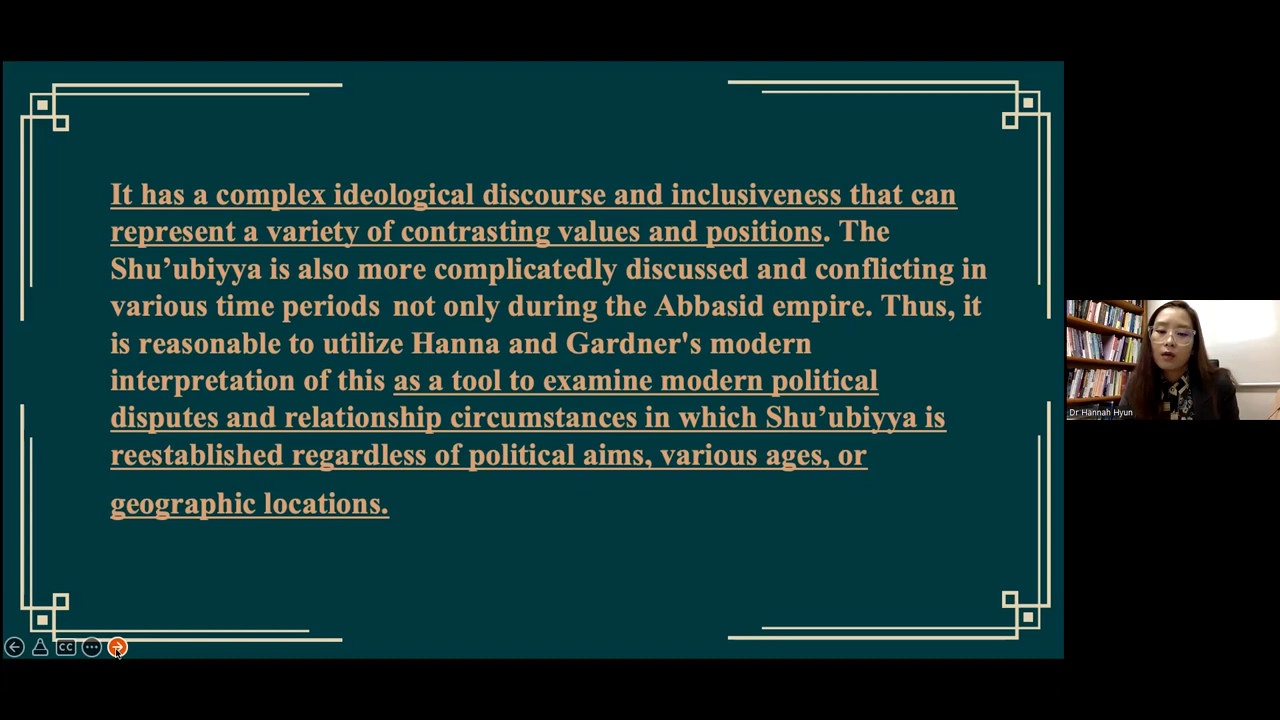 It has a complex ideological discourse and inclusiveness that can
represent a variety of contrasting values and positions. The
Shu’ubiyya is also more complicatedly discussed and conflicting in
various time periods not only during the Abbasid empire. Thus, it
is reasonable to utilize Hanna and Gardner's modern
interpretation of this as a tool to examine modern political
disputes and relationship circumstances in which Shu’ubiyya is
reestablished regardless of political aims, various ages, or
geographic locations.
Dr Hannah Hyun
CC